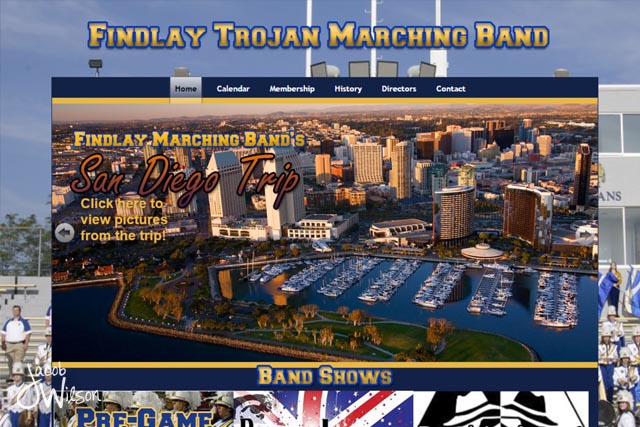 Findlay Trojan Marching Band
Home Calendar Membership History Directors Contact
Findlay Marching Band's
San Diego Trip
Click here to
view pictures
from the trip!
ANS
Band Shows
Jacob
Wilson
Pre-Game